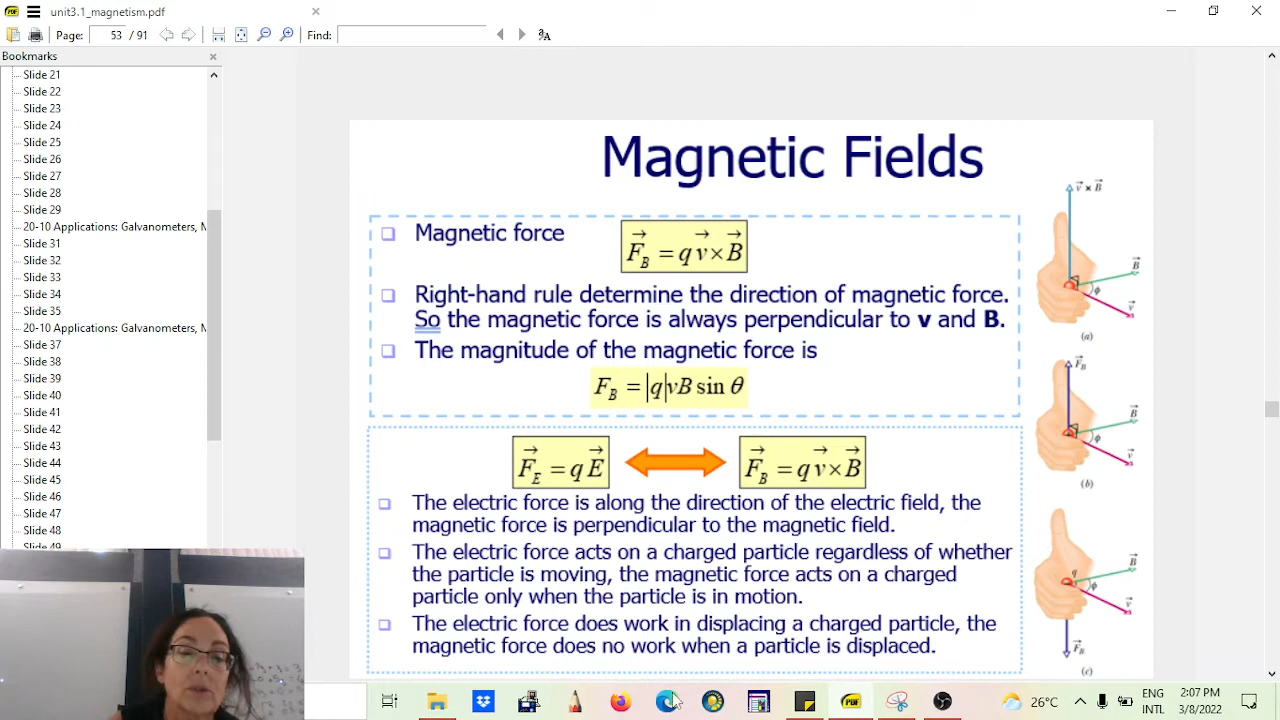 unit3.1_magnetism.pdf
Page: 53 / 91 Find:
Bookmarks
Slide 21
Slide 22
Slide 23
Slide 24
Slide 25
Slide 26
Slide 27
Slide 28
Slide 29
20-10 Applications: Galvanometers, M
Slide 31
Slide 32
Slide 33
Slide 34
Slide 35
20-10 Applications: Galvanometers, M
Slide 37
Slide 38
Slide 39
Slide 40
Slide 41
Slide 42
Slide 43
Slide 44
Slide 45
Slide 46
Slide 47
Slide 48
Magnetic Fields
Magnetic force F⃗_B = q v⃗ × B⃗
Right-hand rule determine the direction of magnetic force.
So the magnetic force is always perpendicular to v and B.
The magnitude of the magnetic force is
F_B = |q|vB sin θ
F⃗_E = q E⃗ F⃗_B = q v⃗ × B⃗
The electric force is along the direction of the electric field, the
magnetic force is perpendicular to the magnetic field.
The electric force acts on a charged particle regardless of whether
the particle is moving, the magnetic force acts on a charged
particle only when the particle is in motion.
The electric force does work in displacing a charged particle, the
magnetic force does no work when a particle is displaced.
v⃗ × B⃗
B⃗
ϕ
v⃗
(a)
F⃗_B
B⃗
ϕ
v⃗
(b)
q
B⃗
ϕ
v⃗
F⃗_B
(c)
26°C
ENG
INTL
2:07 PM
3/8/2022